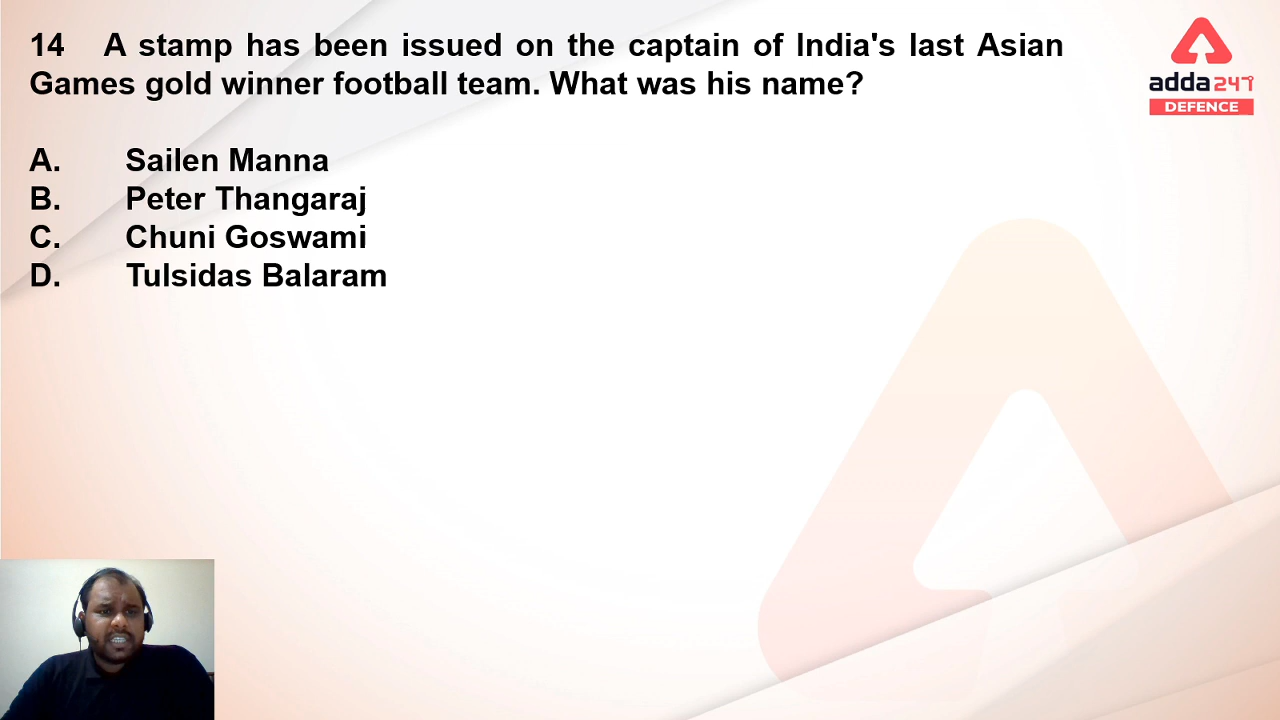 14 A stamp has been issued on the captain of India's last Asian
Games gold winner football team. What was his name?
A. Sailen Manna
B. Peter Thangaraj
C. Chuni Goswami
D. Tulsidas Balaram
adda247
DEFENCE